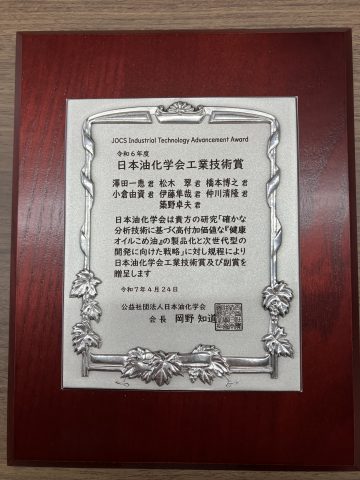 JOCS Industrial Technology Advancement Award
令和6年度
日本油化学会工業技術賞
澤田一恵 君 松木 翠 君 橋本博之 君
小倉由資 君 伊藤隼哉 君 仲川清隆 君
築野卓夫 君
日本油化学会は貴方の研究「確かな
分析技術に基づく高付加価値な『健康
オイルこめ油』の製品化と次世代型の
開発に向けた戦略」に対し規程により
日本油化学会工業技術賞及び副賞を
贈呈します
令和7年4月24日
公益社団法人日本油化学会
会長 岡野 知道